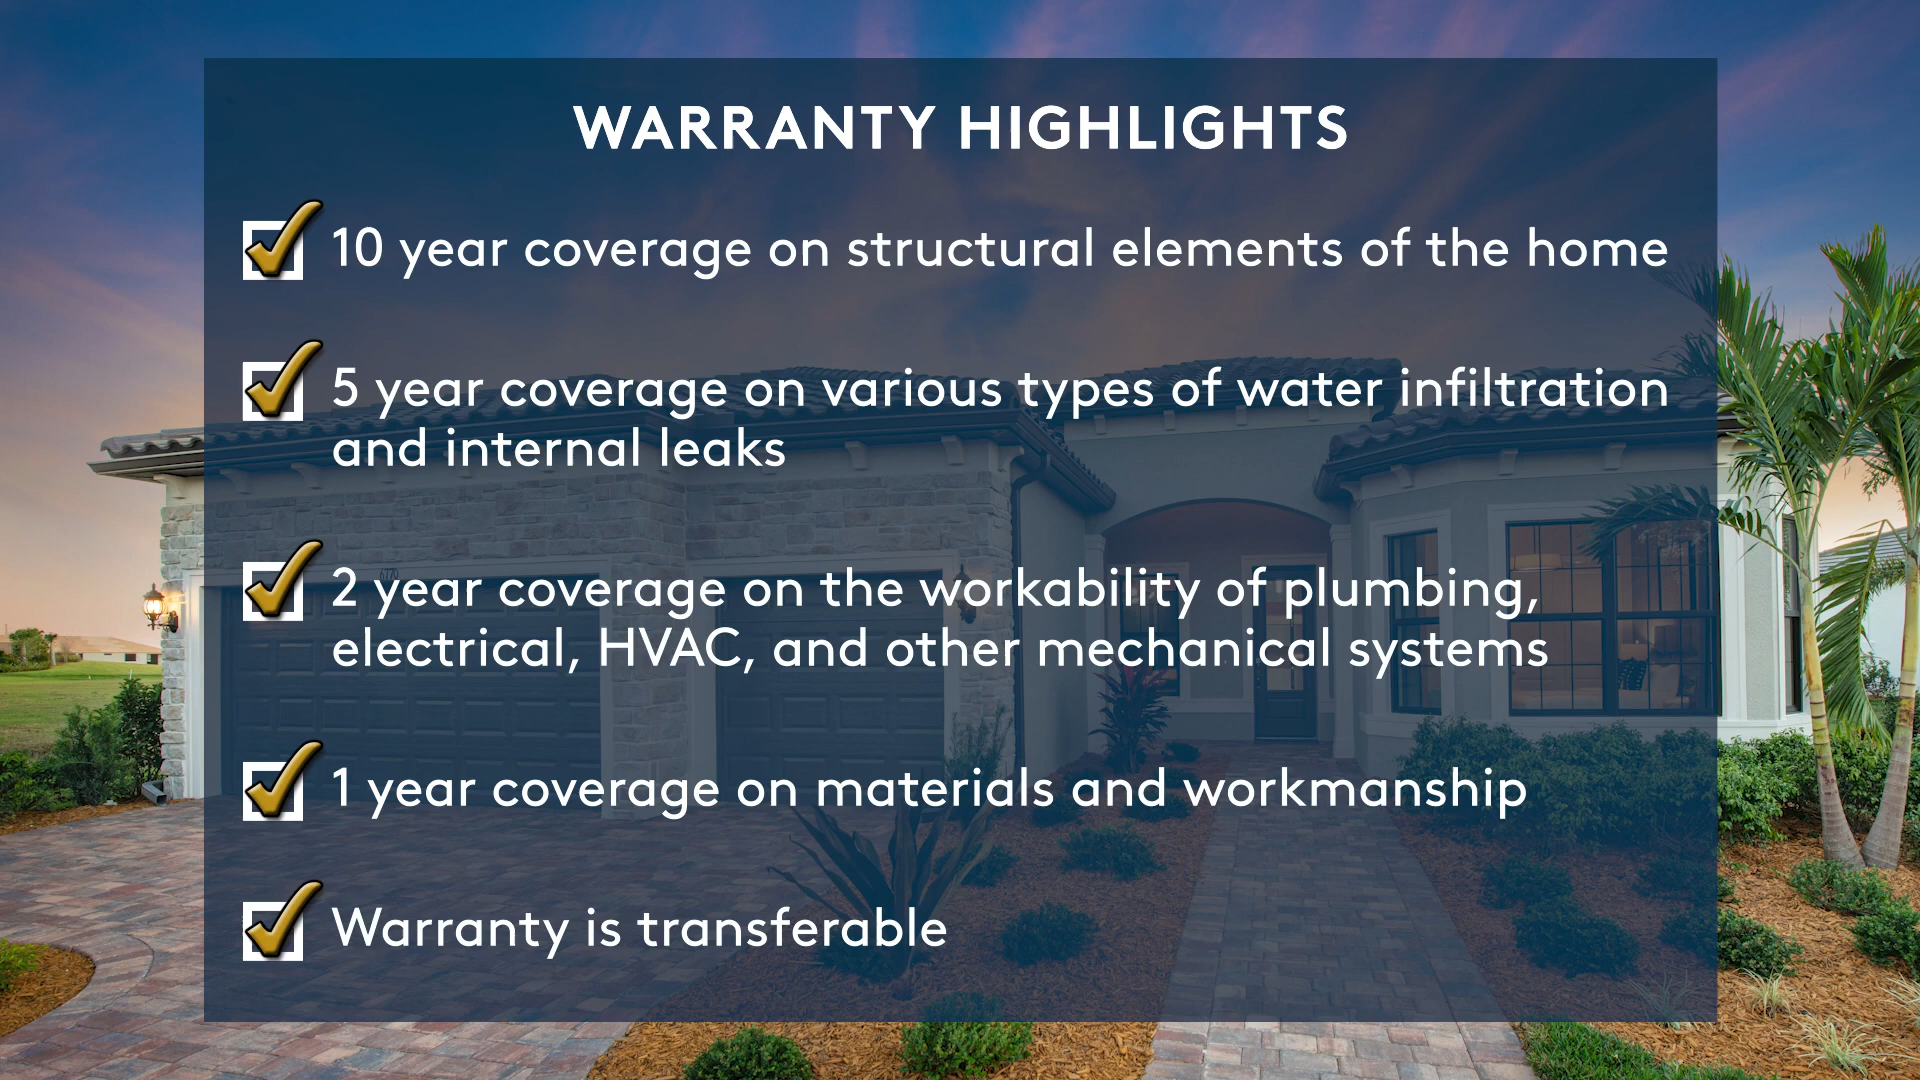 WARRANTY HIGHLIGHTS
10 year coverage on structural elements of the home
5 year coverage on various types of water infiltration
and internal leaks
2 year coverage on the workability of plumbing,
electrical, HVAC, and other mechanical systems
1 year coverage on materials and workmanship
Warranty is transferable